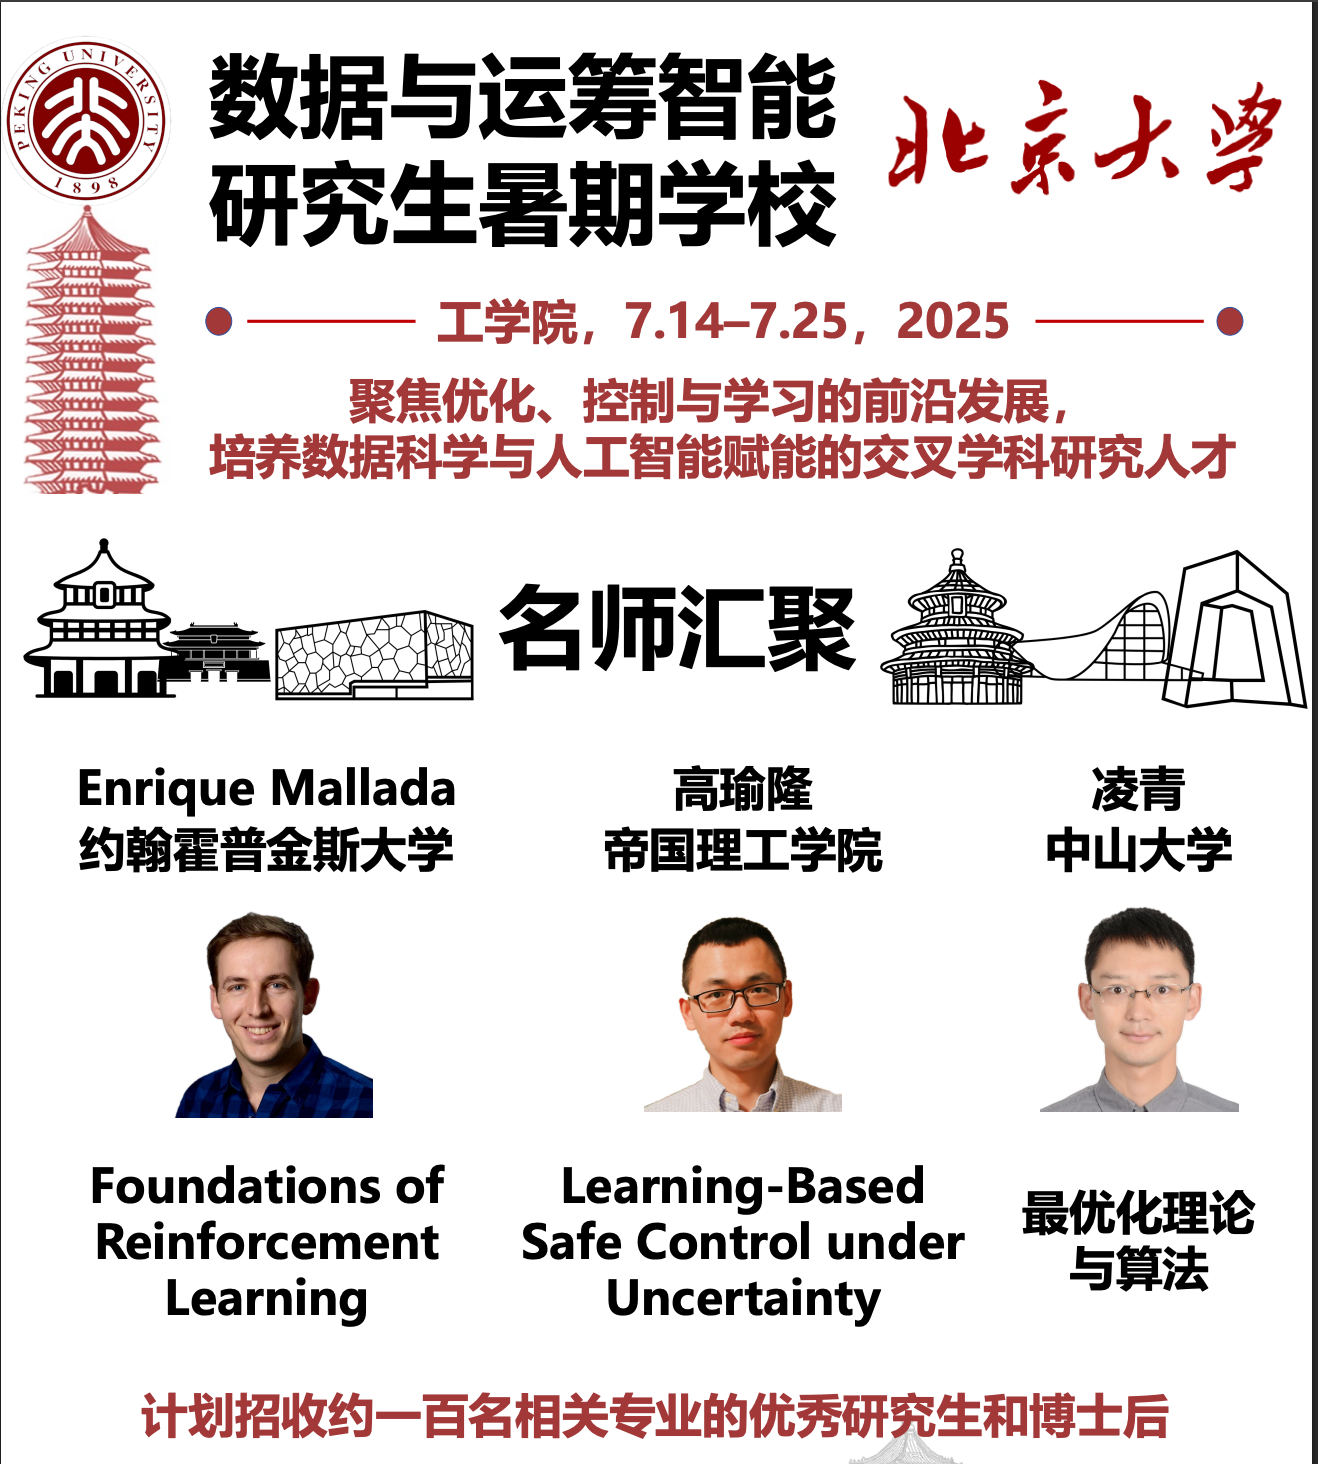 PEKING UNIVERSITY
1898
数据与运筹智能
研究生暑期学校
北京大学
工学院，7.14–7.25，2025
聚焦优化、控制与学习的前沿发展，
培养数据科学与人工智能赋能的交叉学科研究人才
名师汇聚
Enrique Mallada
约翰霍普金斯大学
高瑜隆
帝国理工学院
凌青
中山大学
Foundations of
Reinforcement
Learning
Learning-Based
Safe Control under
Uncertainty
最优化理论
与算法
计划招收约一百名相关专业的优秀研究生和博士后